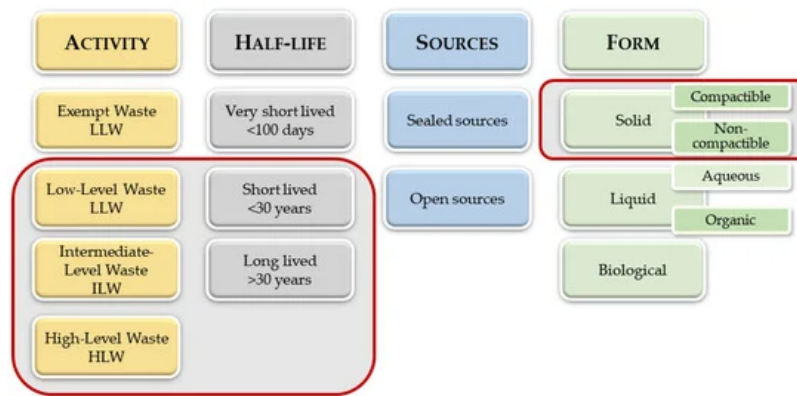 ACTIVITY
HALF-LIFE
SOURCES
FORM
Exempt Waste
LLW
Very short lived
<100 days
Sealed sources
Solid
Compactible
Non-
compactible
Low-Level Waste
LLW
Short lived
<30 years
Open sources
Liquid
Aqueous
Organic
Intermediate-
Level Waste
ILW
Long lived
>30 years
Biological
High-Level Waste
HLW